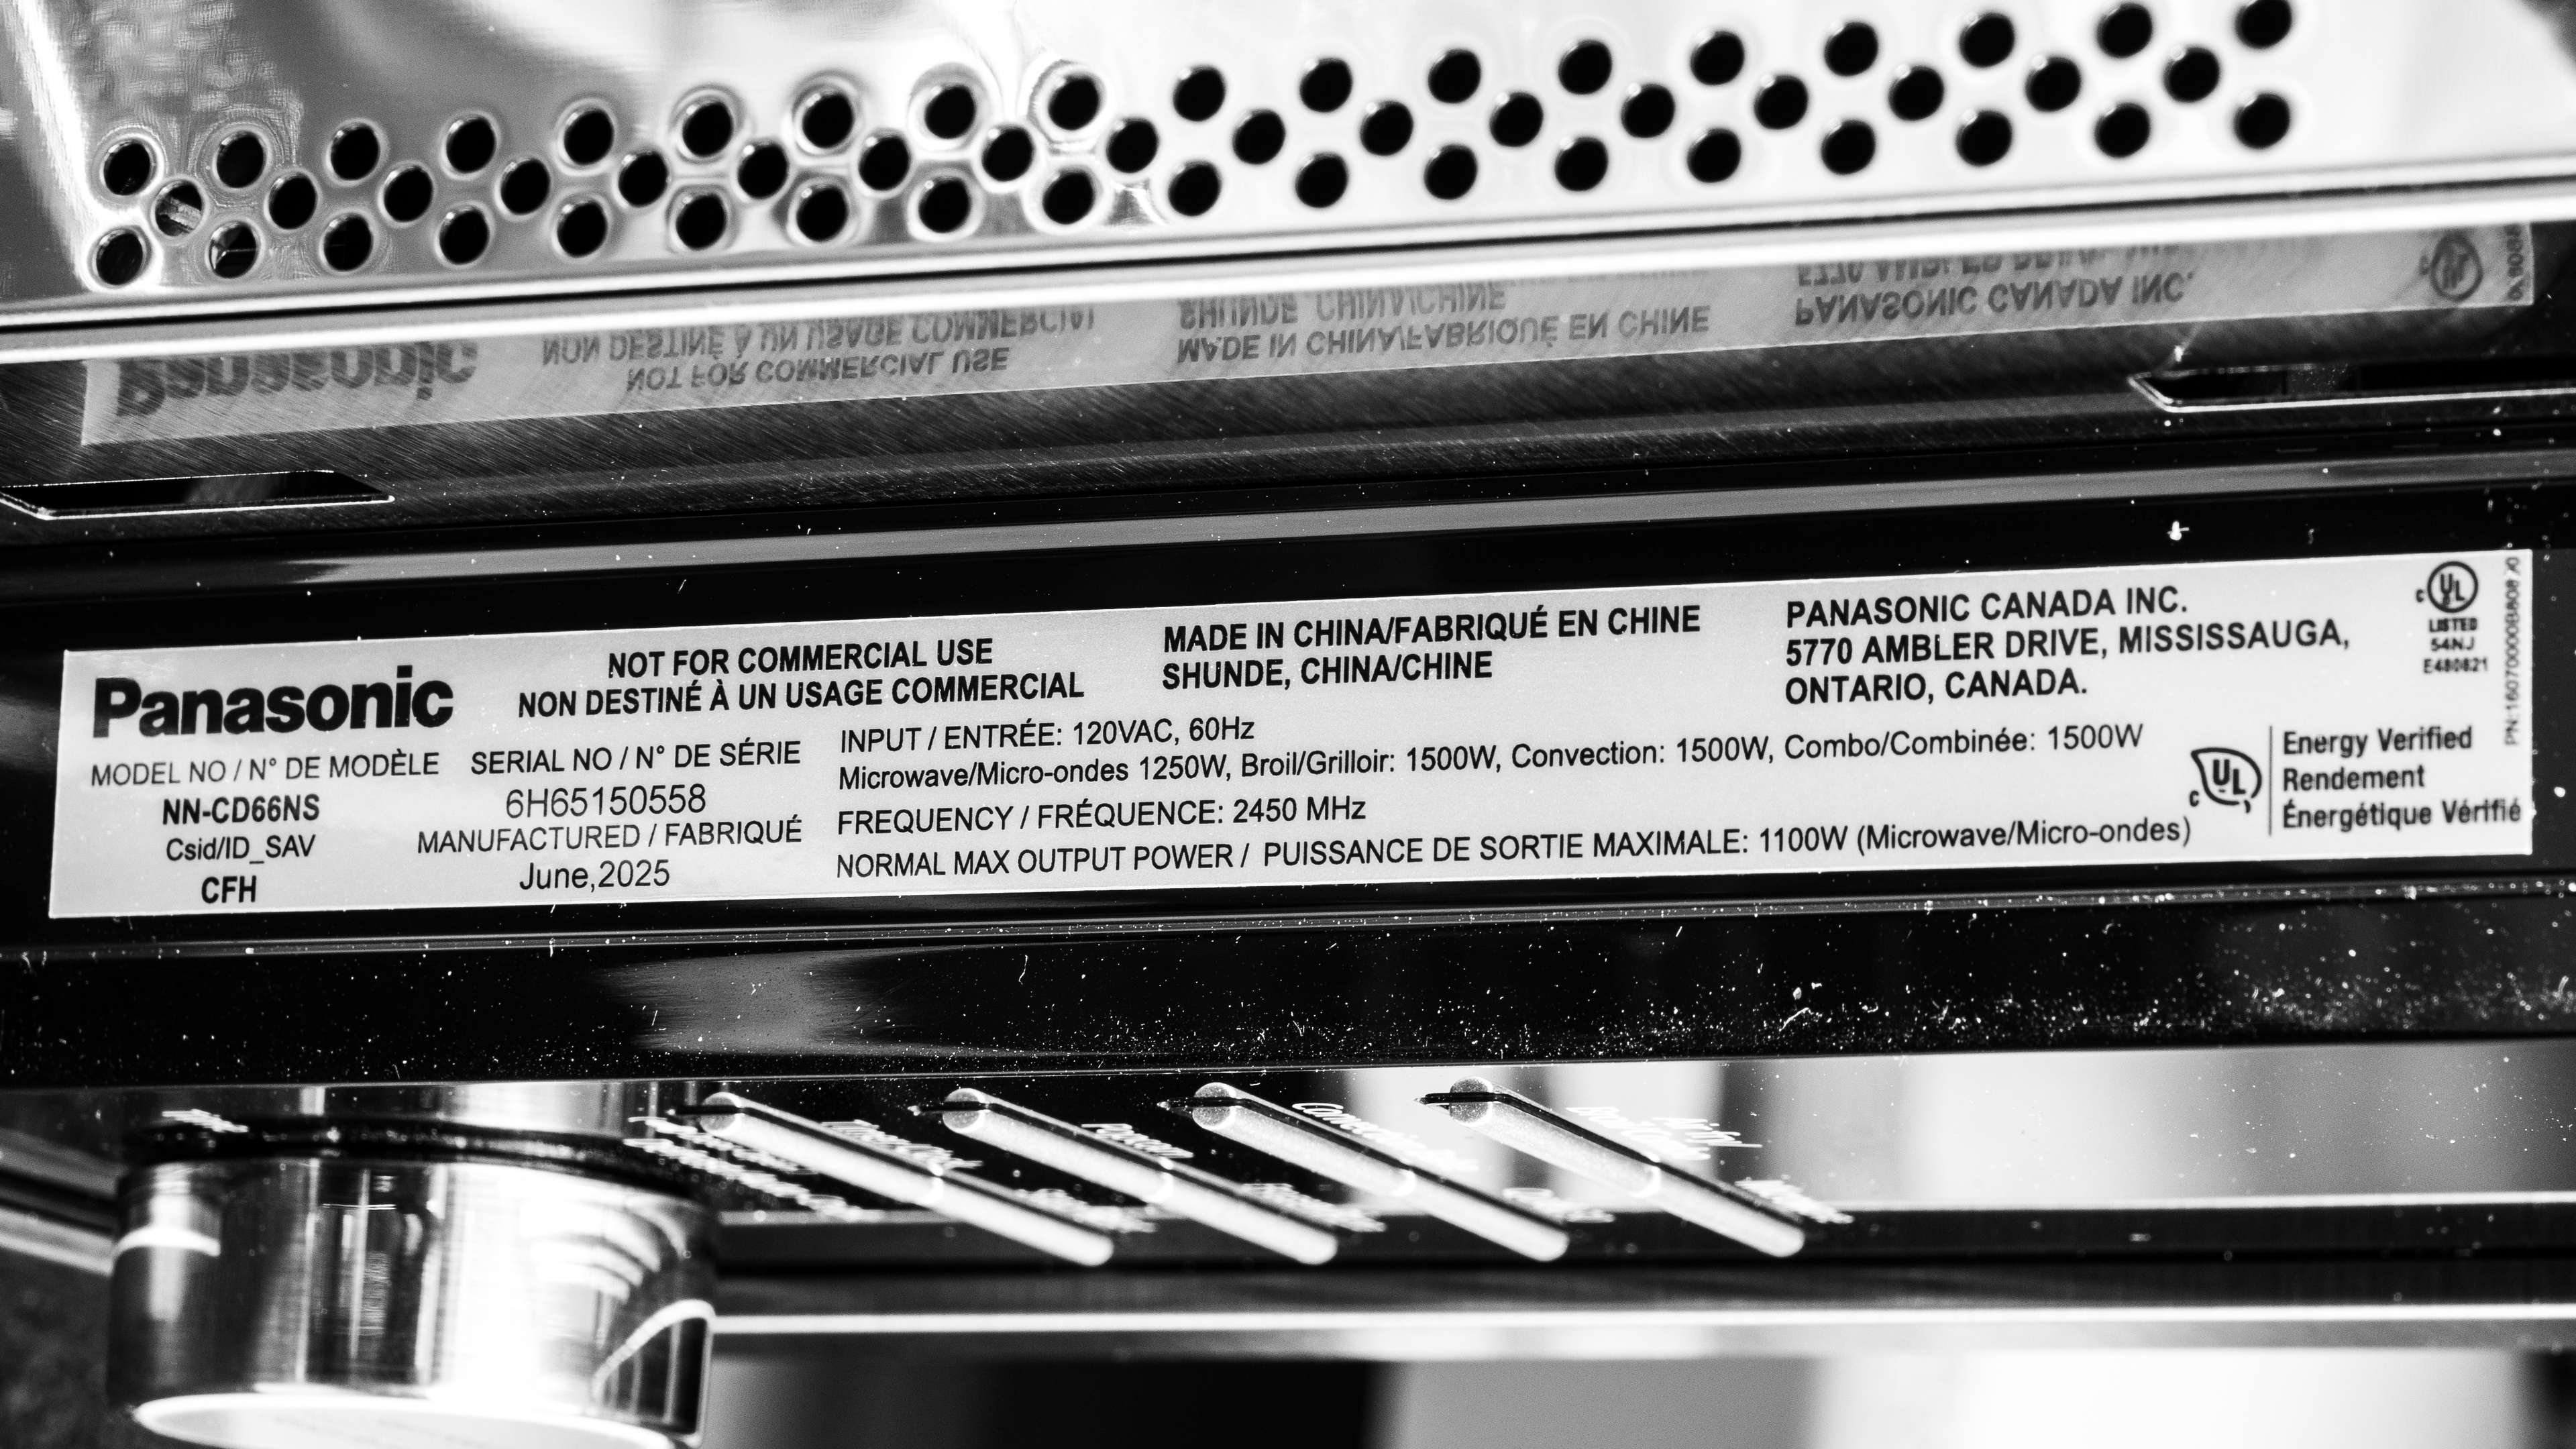 Panasonic
NOT FOR COMMERCIAL USE
NON DESTINÉ À UN USAGE COMMERCIAL
MADE IN CHINA/FABRIQUÉ EN CHINE
SHUNDE, CHINA/CHINE
PANASONIC CANADA INC.
5770 AMBLER DRIVE, MISSISSAUGA,
ONTARIO, CANADA.
c UL
LISTED
54NJ
E480821
MODEL NO / N° DE MODÈLE
NN-CD66NS
Csid/ID_SAV
CFH
SERIAL NO / N° DE SÉRIE
6H65150558
MANUFACTURED / FABRIQUÉ
June,2025
INPUT / ENTRÉE: 120VAC, 60Hz
Microwave/Micro-ondes 1250W, Broil/Grilloir: 1500W, Convection: 1500W, Combo/Combinée: 1500W
FREQUENCY / FRÉQUENCE: 2450 MHz
NORMAL MAX OUTPUT POWER / PUISSANCE DE SORTIE MAXIMALE: 1100W (Microwave/Micro-ondes)
c UL
Energy Verified
Rendement
Énergétique Vérifié